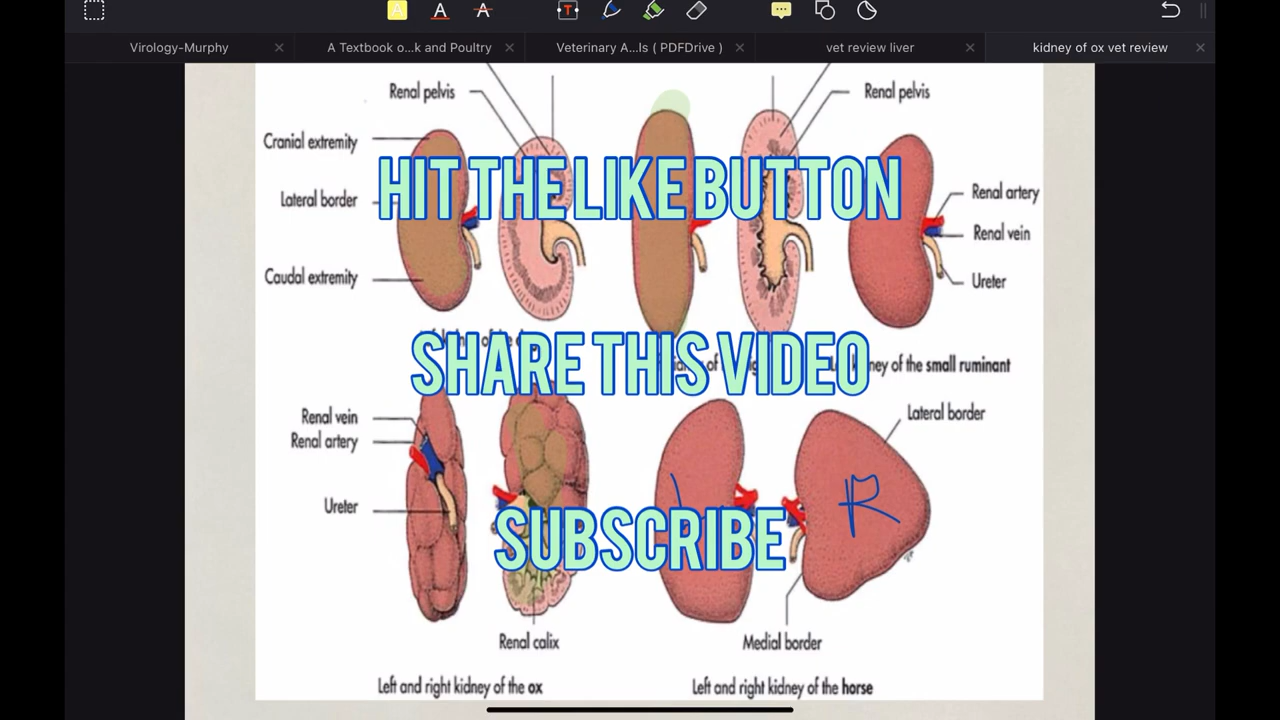 Virology-Murphy
A Textbook o...k and Poultry
Veterinary A...ls ( PDFDrive )
vet review liver
kidney of ox vet review
Renal pelvis
Renal pelvis
Cranial extremity
HIT THE LIKE BUTTON
Lateral border
Renal artery
Renal vein
Caudal extremity
Ureter
SHARE THIS VIDEO
kidney of the small ruminant
Renal vein
Renal artery
Lateral border
Ureter
R
SUBSCRIBE
Renal calix
Medial border
Left and right kidney of the ox
Left and right kidney of the horse